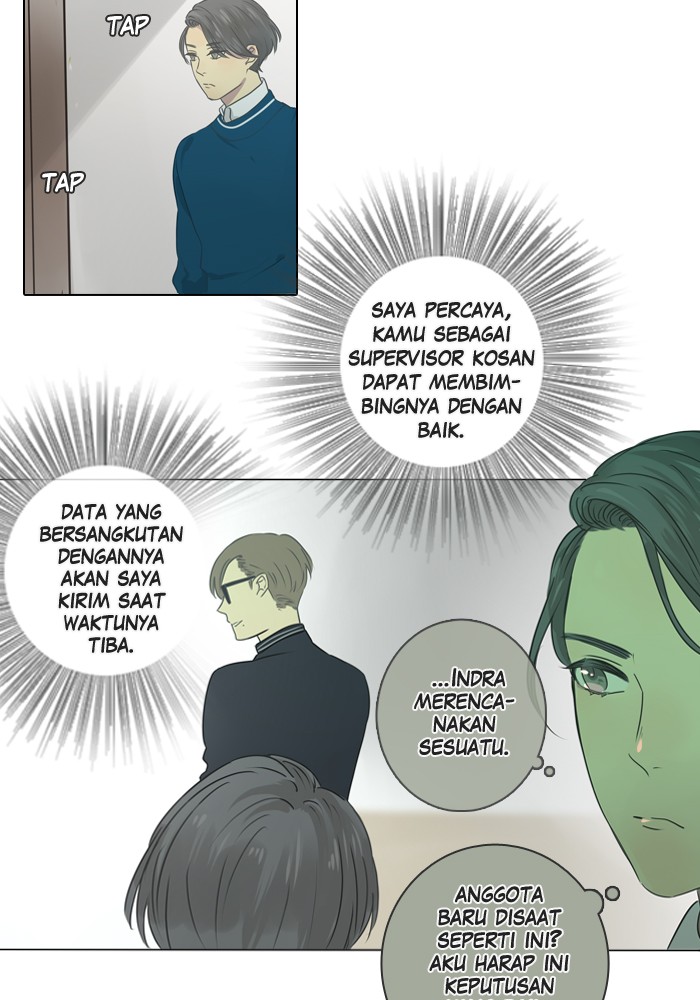 TAP
TAP
SAYA PERCAYA,
KAMU SEBAGAI
SUPERVISOR KOSAN
DAPAT MEMBIM-
BINGNYA DENGAN
BAIK.
DATA YANG
BERSANGKUTAN
DENGANNYA
AKAN SAYA
KIRIM SAAT
WAKTUNYA
TIBA.
...INDRA
MERENCA-
NAKAN
SESUATU.
ANGGOTA
BARU DISAAT
SEPERTI INI?
AKU HARAP INI
KEPUTUSAN